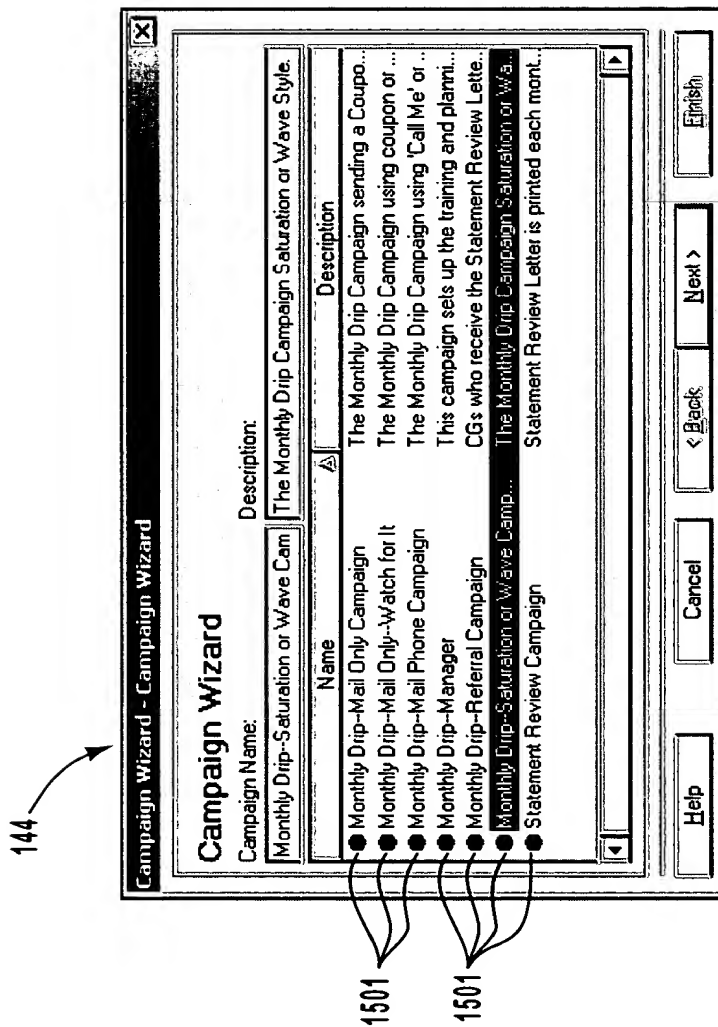 144
Campaign Wizard - Campaign Wizard
Campaign Wizard
Campaign Name: Description:
Monthly Drip--Saturation or Wave Cam The Monthly Drip Campaign Saturation or Wave Style.
Name Description
Monthly Drip--Mail Only Campaign The Monthly Drip Campaign sending a Coupo...
Monthly Drip--Mail Only--Watch for It The Monthly Drip Campaign using coupon or ...
Monthly Drip--Mail Phone Campaign The Monthly Drip Campaign using 'Call Me' or ...
Monthly Drip--Manager This campaign sets up the training and planni...
Monthly Drip--Referral Campaign CGs who receive the Statement Review Lette...
Monthly Drip--Saturation or Wave Camp... The Monthly Drip Campaign Saturation or Wa...
Statement Review Campaign Statement Review Letter is printed each mont...
1501
1501
Help Cancel < Back Next > Finish